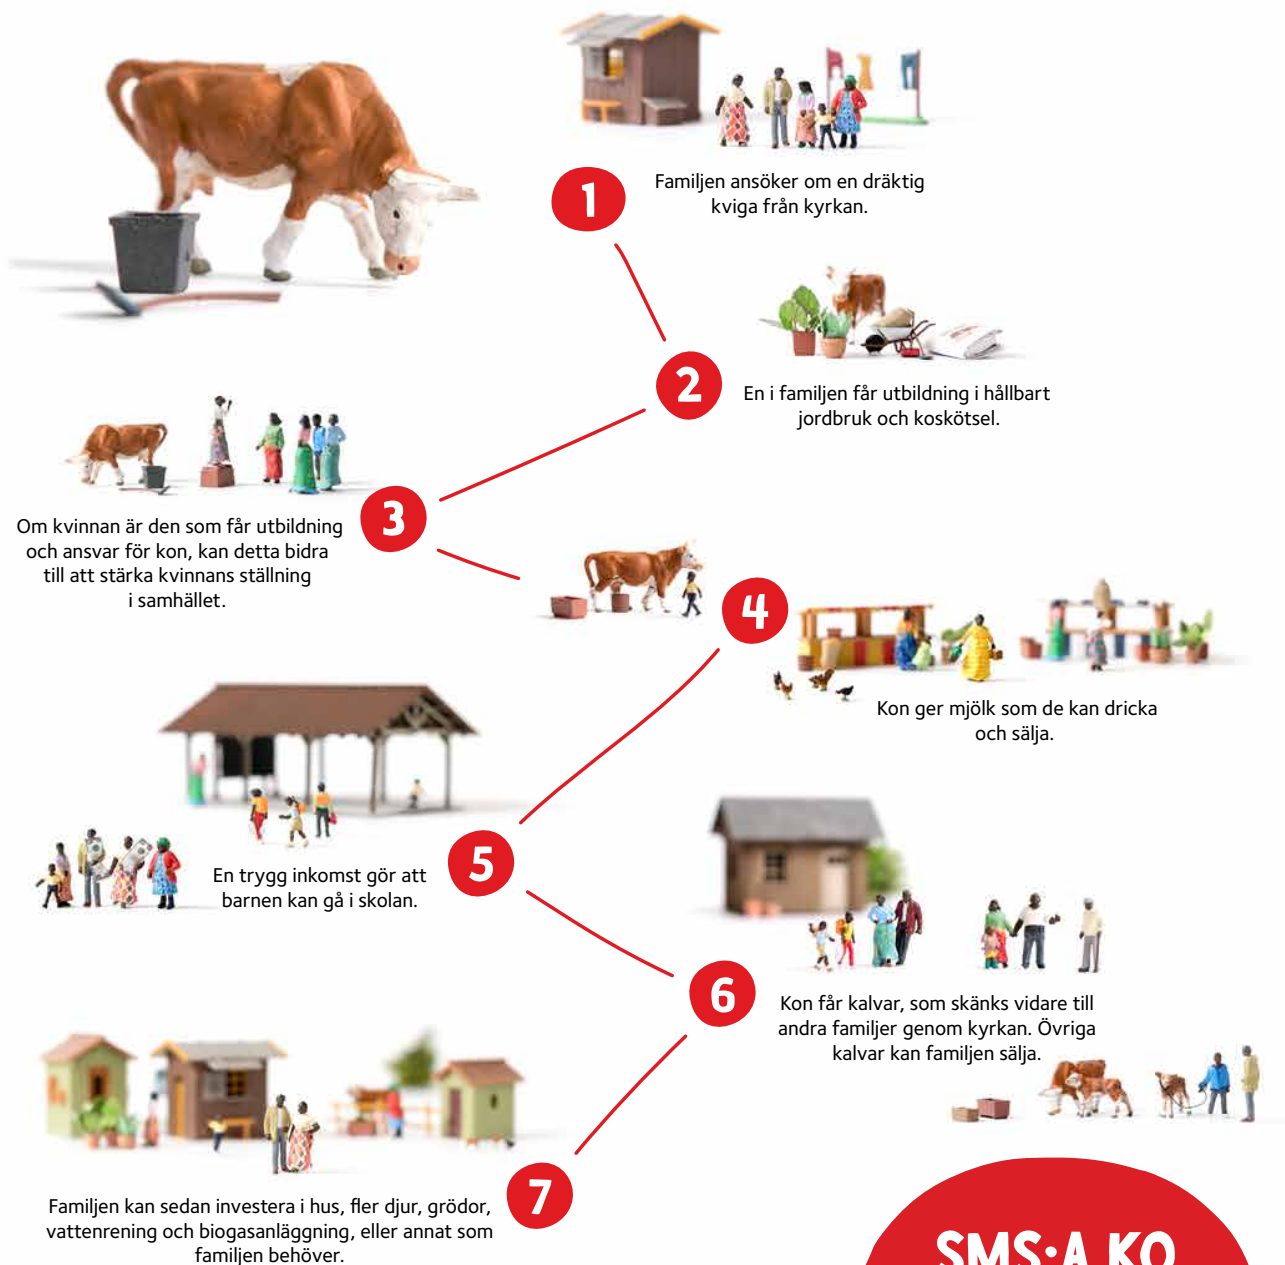 1
Familjen ansöker om en dräktig
kviga från kyrkan.
2
En i familjen får utbildning i hållbart
jordbruk och koskötsel.
3
Om kvinnan är den som får utbildning
och ansvar för kon, kan detta bidra
till att stärka kvinnans ställning
i samhället.
4
Kon ger mjölk som de kan dricka
och sälja.
5
En trygg inkomst gör att
barnen kan gå i skolan.
6
Kon får kalvar, som skänks vidare till
andra familjer genom kyrkan. Övriga
kalvar kan familjen sälja.
7
Familjen kan sedan investera i hus, fler djur, grödor,
vattenrening och biogasanläggning, eller annat som
familjen behöver.
SMS:A KO